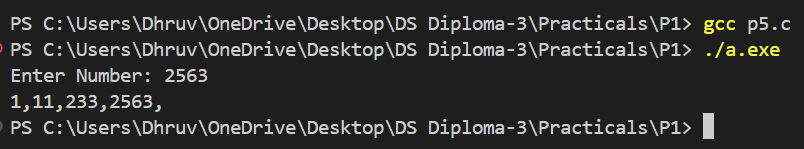 PS C:\Users\Dhruv\OneDrive\Desktop\DS Diploma-3\Practicals\P1> gcc p5.c
PS C:\Users\Dhruv\OneDrive\Desktop\DS Diploma-3\Practicals\P1> ./a.exe
Enter Number: 2563
1,11,233,2563,
PS C:\Users\Dhruv\OneDrive\Desktop\DS Diploma-3\Practicals\P1>